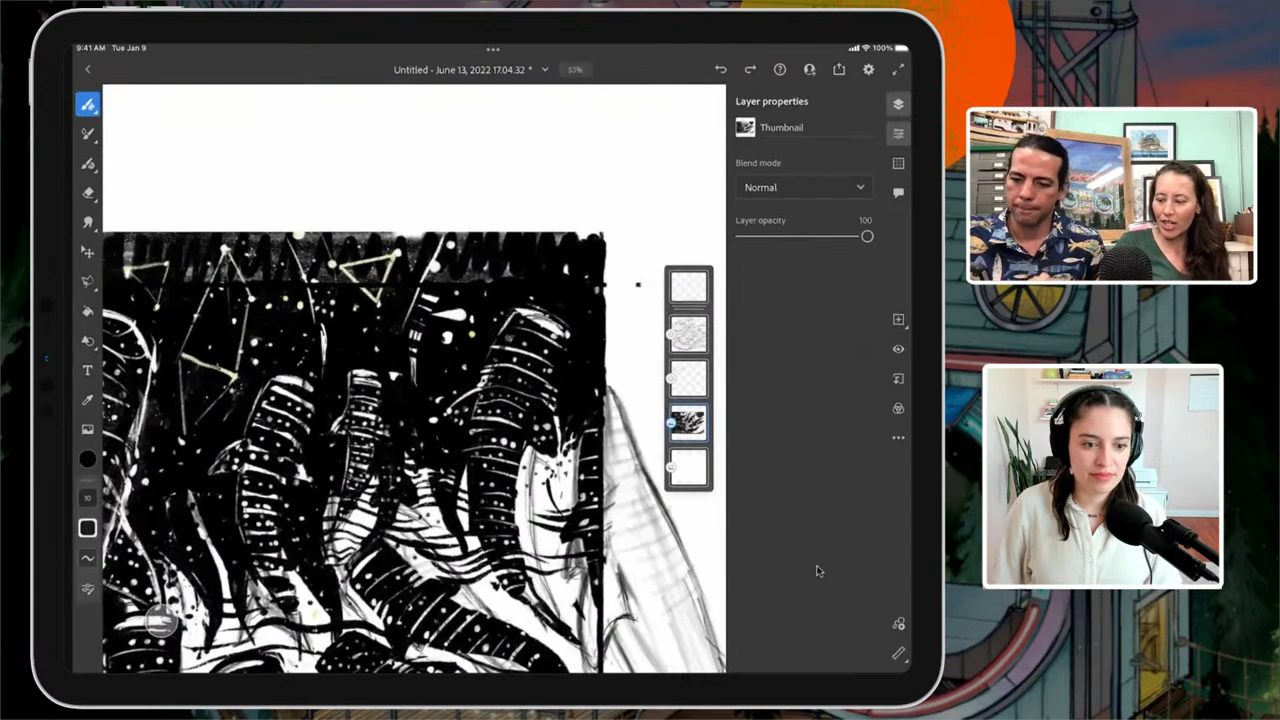 9:41 AM Tue Jan 9
100%
Untitled - June 13, 2022 17.04.32 *
53%
Layer properties
Thumbnail
Blend mode
Normal
Layer opacity 100
T
10